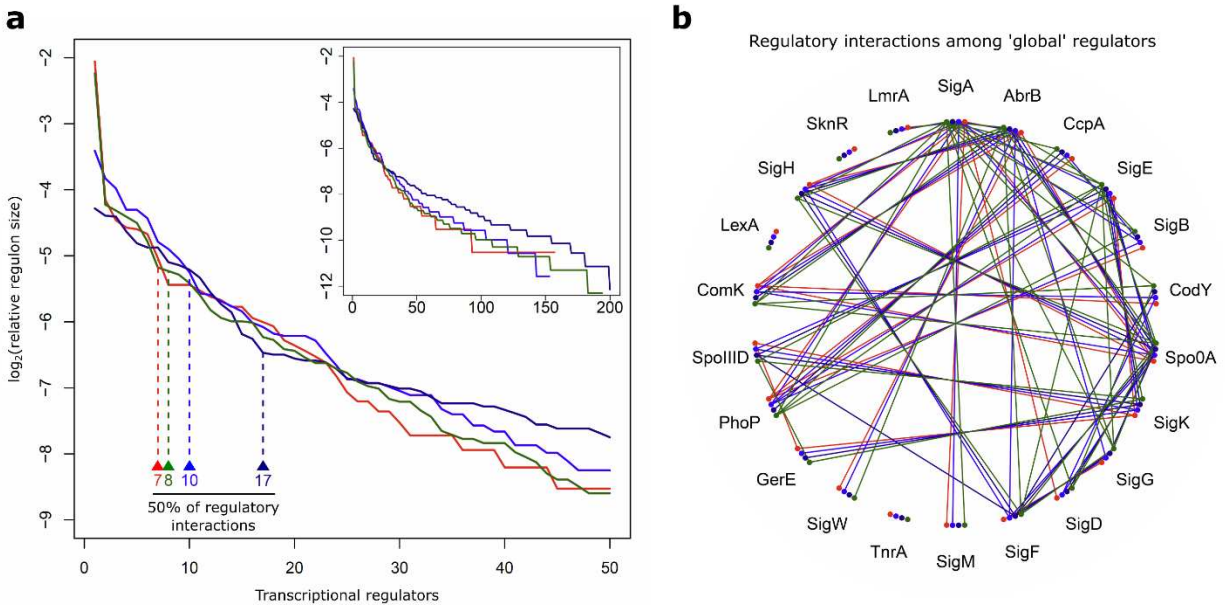 a
b
Regulatory interactions among 'global' regulators
log₂(relative regulon size)
-2
-3
-4
-5
-6
-7
-8
-9
0
10
20
30
40
50
Transcriptional regulators
7
8
10
17
50% of regulatory
interactions
-2
-4
-6
-8
-10
-12
0
50
100
150
200
SigA
AbrB
CcpA
SigE
SigB
CodY
Spo0A
SigK
SigG
SigD
SigF
SigM
TnrA
SigW
GerE
PhoP
SpoIIID
ComK
LexA
SigH
SknR
LmrA